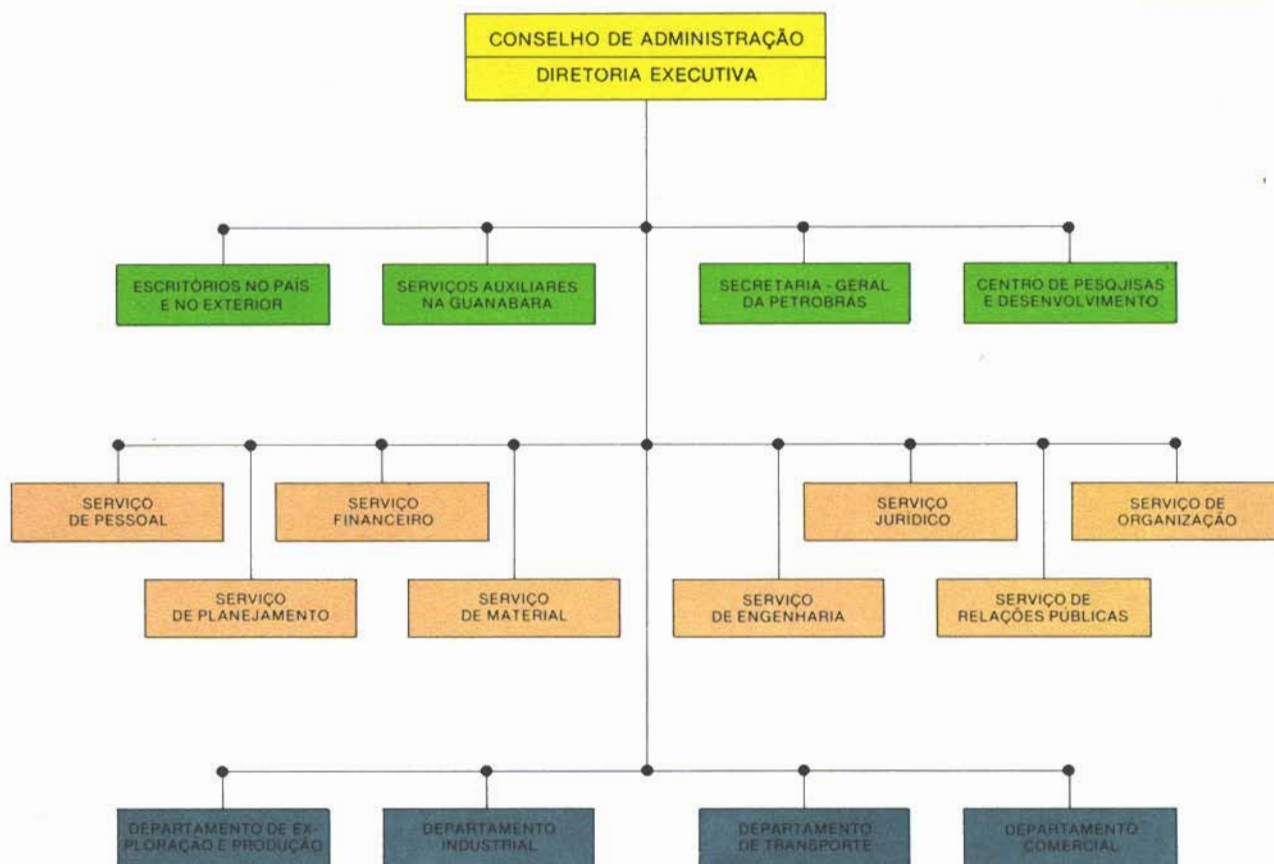 CONSELHO DE ADMINISTRAÇÃO
DIRETORIA EXECUTIVA
ESCRITÓRIOS NO PAÍS
E NO EXTERIOR
SERVIÇOS AUXILIARES
NA GUANABARA
SECRETARIA - GERAL
DA PETROBRAS
CENTRO DE PESQJISAS
E DESENVOLVIMENTO
SERVIÇO
DE PESSOAL
SERVIÇO
FINANCEIRO
SERVIÇO
JURÍDICO
SERVIÇO DE
ORGANIZAÇÃO
SERVIÇO
DE PLANEJAMENTO
SERVIÇO
DE MATERIAL
SERVIÇO
DE ENGENHARIA
SERVIÇO DE
RELAÇÕES PÚBLICAS
DEPARTAMENTO DE EX-
PLORAÇÃO E PRODUÇÃO
DEPARTAMENTO
INDUSTRIAL
DEPARTAMENTO
DE TRANSPORTE
DEPARTAMENTO
COMERCIAL